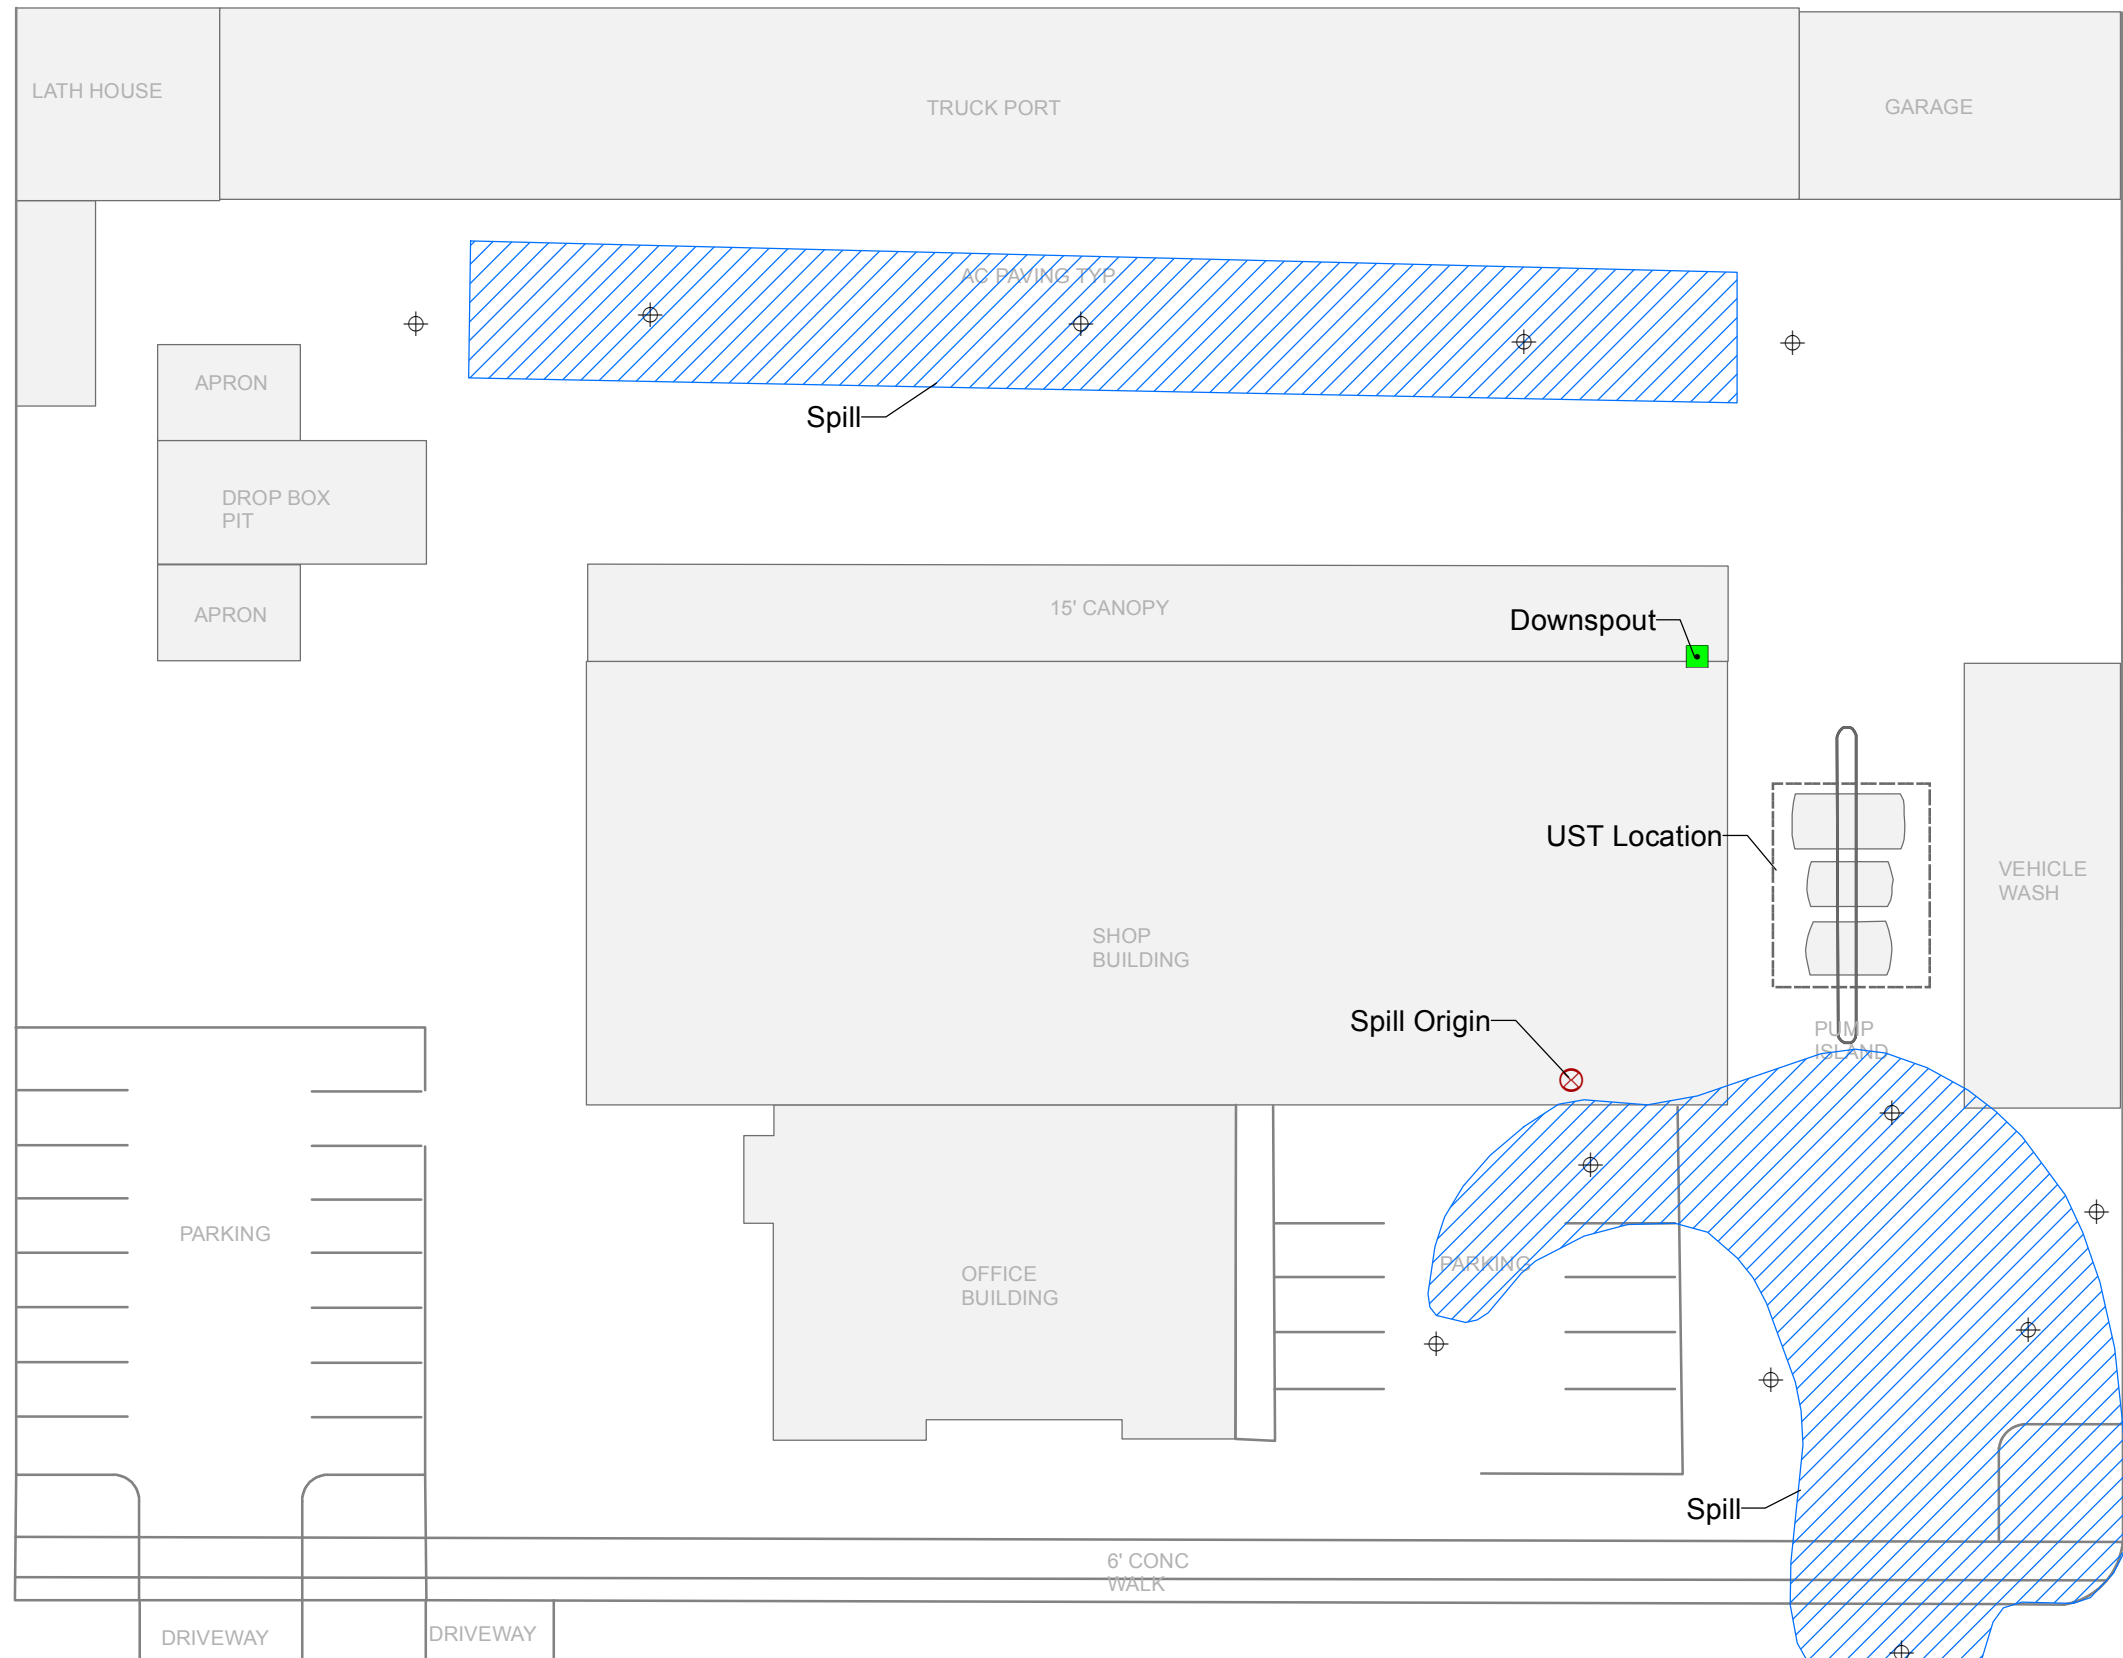 LATH HOUSE
TRUCK PORT
GARAGE
AC PAVING TYP
APRON
Spill
DROP BOX
PIT
APRON
15' CANOPY
Downspout
UST Location
VEHICLE
WASH
SHOP
BUILDING
Spill Origin
PUMP
ISLAND
PARKING
PARKING
OFFICE
BUILDING
Spill
6' CONC
WALK
DRIVEWAY
DRIVEWAY